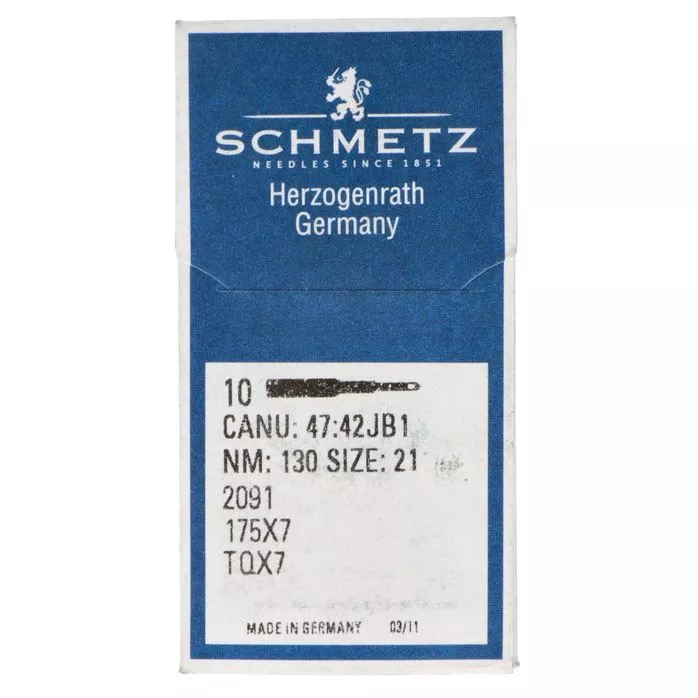 SCHMETZ
NEEDLES SINCE 1851
Herzogenrath
Germany
10
CANU: 47:42JB1
NM: 130 SIZE: 21
2091
175X7
TQX7
MADE IN GERMANY 03/11